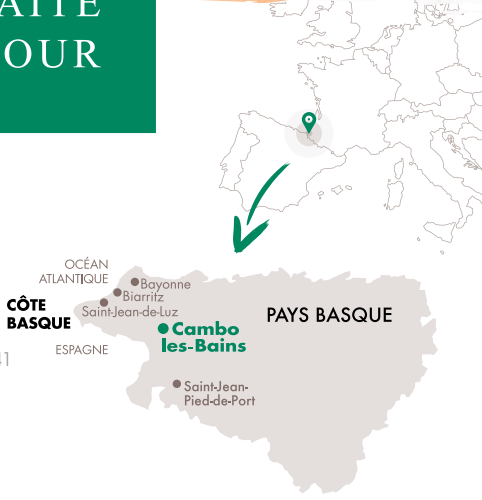 OUR
OCÉAN
ATLANTIQUE
Bayonne
Biarritz
Saint-Jean-de-Luz
CÔTE
BASQUE
ESPAGNE
Cambo
les-Bains
PAYS BASQUE
Saint-Jean-
Pied-de-Port